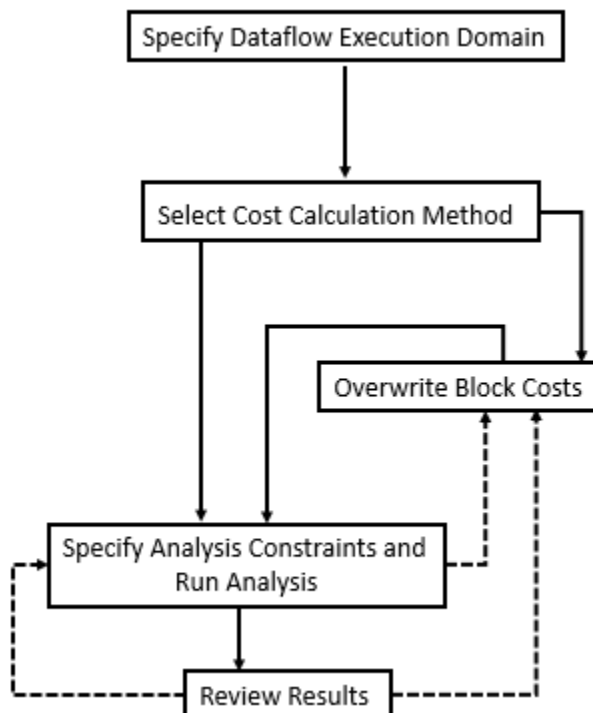 Specify Dataflow Execution Domain
Select Cost Calculation Method
Overwrite Block Costs
Specify Analysis Constraints and
Run Analysis
Review Results